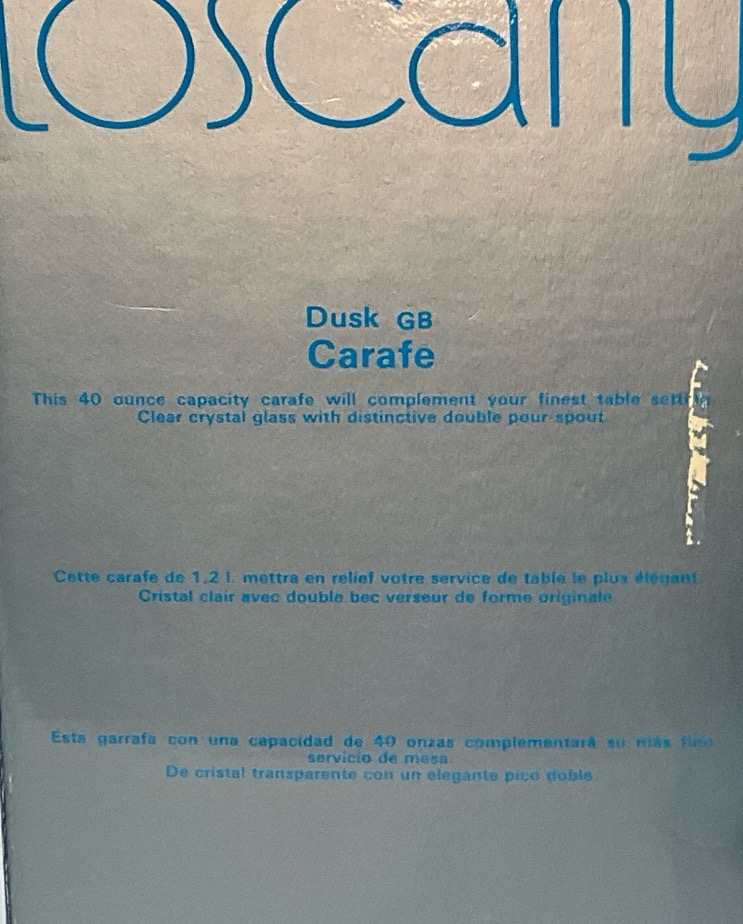 toscany
Dusk GB
Carafe
This 40 ounce capacity carafe will complement your finest table setting.
Clear crystal glass with distinctive double pour spout.
Cette carafe de 1,2 l. mettra en relief votre service de table le plus élégant.
Cristal clair avec double bec verseur de forme originale.
Esta garrafa con una capacidad de 40 onzas complementará su más fino
servicio de mesa.
De cristal transparente con un elegante pico doble.